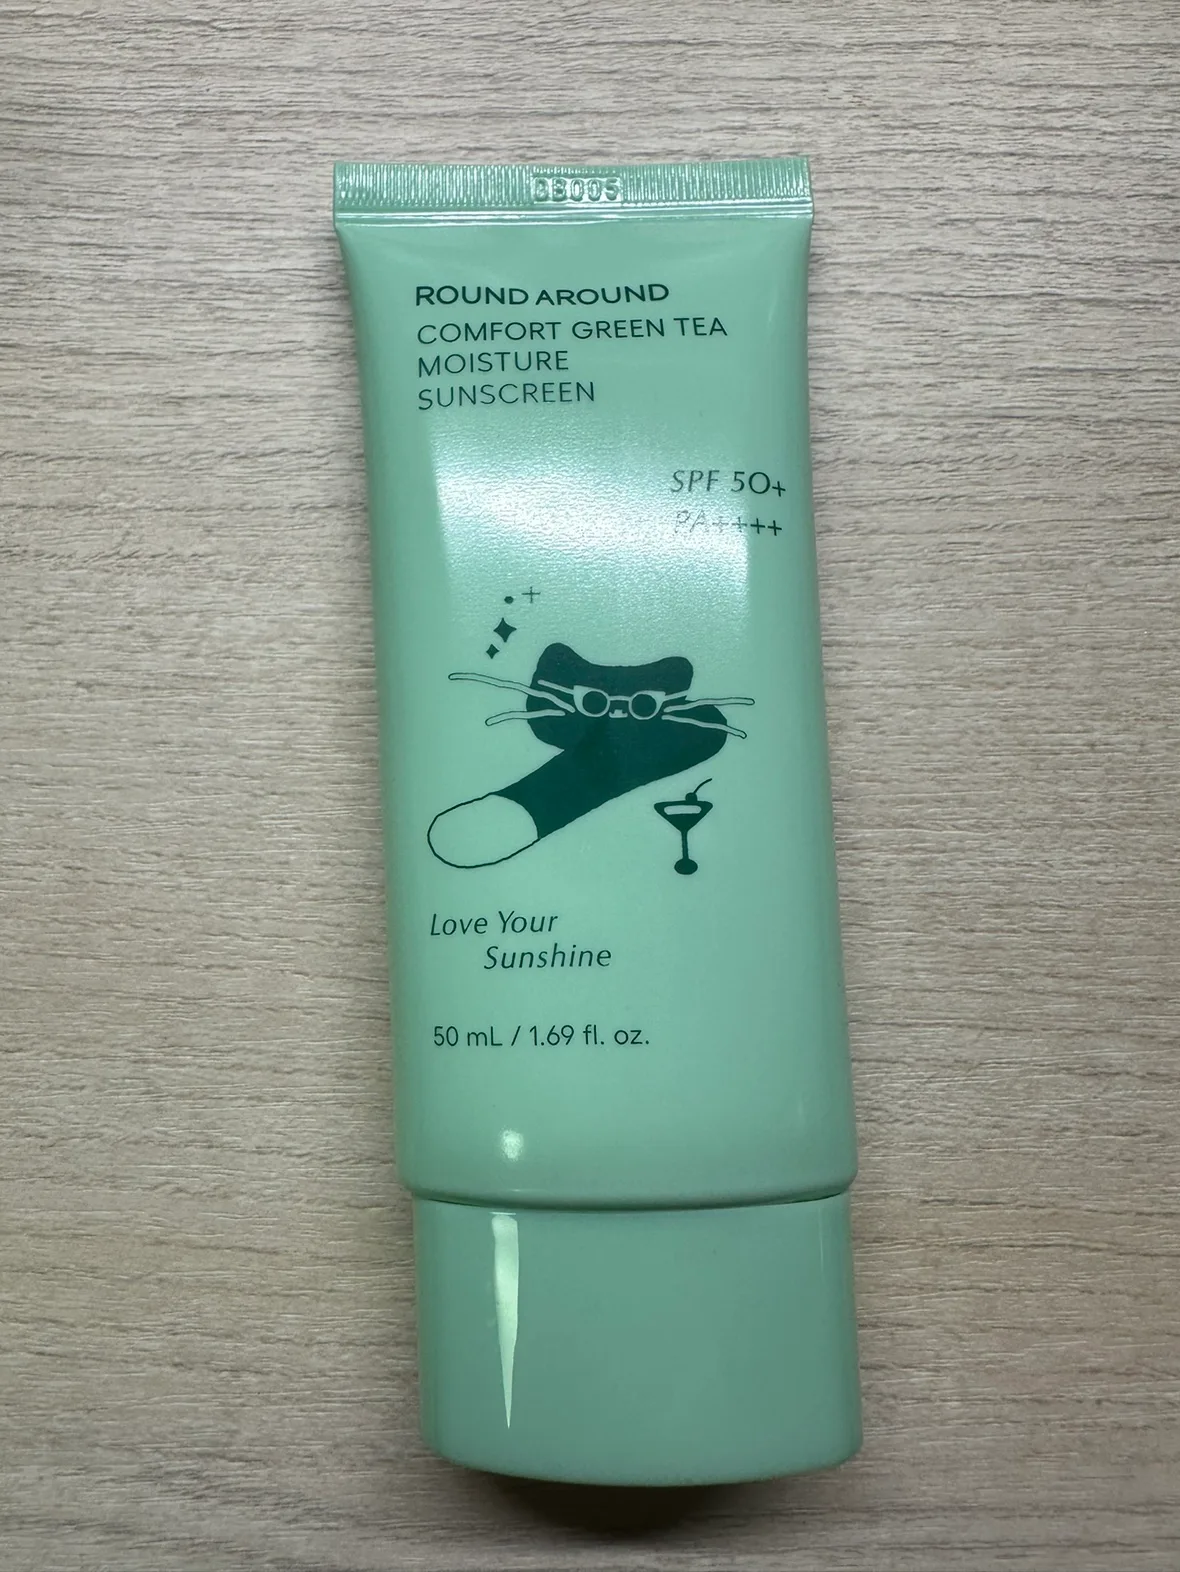 ROUND AROUND
COMFORT GREEN TEA
MOISTURE
SUNSCREEN
SPF 50+
PA++++
Love Your
Sunshine
50 mL / 1.69 fl. oz.